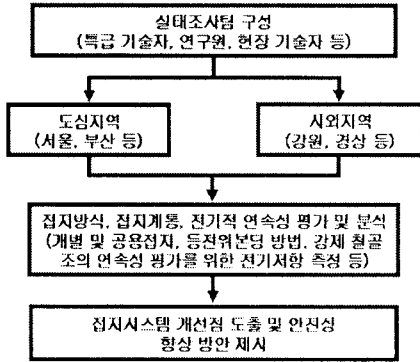 실태조사팀 구성
(특급 기술자, 연구원, 현장 기술자 등)
도심지역
(서울, 부산 등)
시외지역
(강원, 경상 등)
접지방식, 접지계통, 전기적 연속성 평가 및 분석
(개별 및 공용접지, 등전위본딩 방법, 강제 철골
조의 연속성 평가를 위한 전기저항 측정 등)
접지시스템 개선점 도출 및 안전성
향상 방안 제시